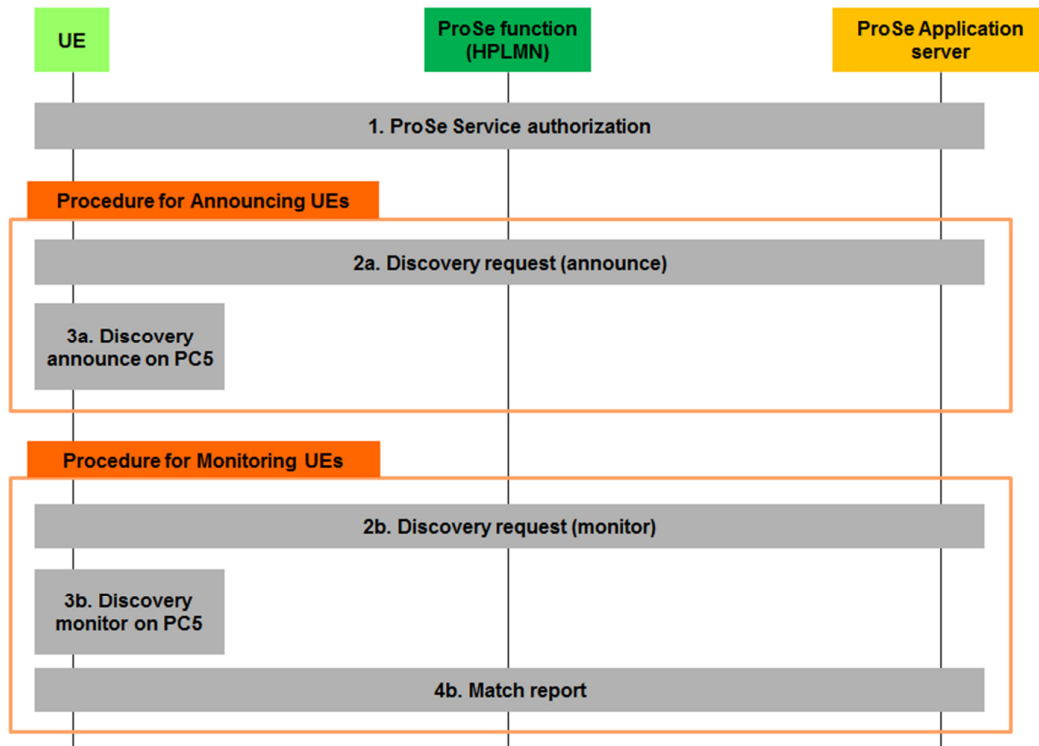 UE
ProSe function
(HPLMN)
ProSe Application
server
1. ProSe Service authorization
Procedure for Announcing UEs
2a. Discovery request (announce)
3a. Discovery
announce on PC5
Procedure for Monitoring UEs
2b. Discovery request (monitor)
3b. Discovery
monitor on PC5
4b. Match report